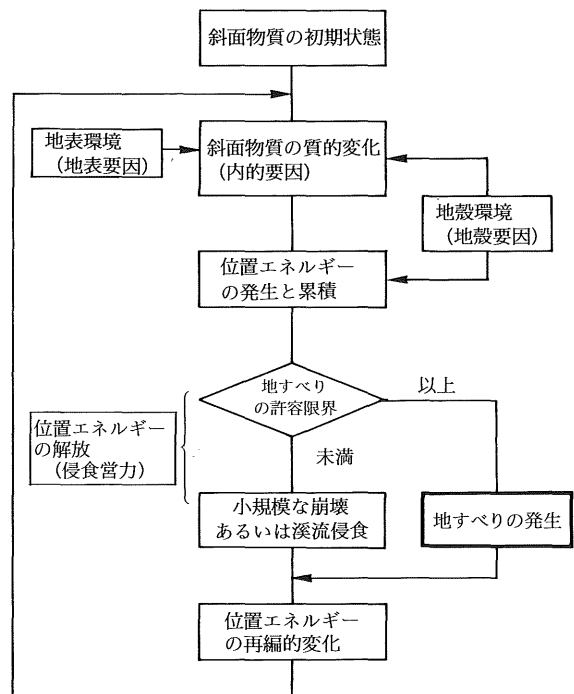 斜面物質の初期状態
地表環境
(地表要因)
斜面物質の質的変化
(内的要因)
地殻環境
(地殻要因)
位置エネルギー
の発生と累積
地すべり
の許容限界
以上
位置エネルギー
の解放
(侵食営力)
未満
小規模な崩壊
あるいは溪流侵食
地すべりの発生
位置エネルギー
の再編的変化